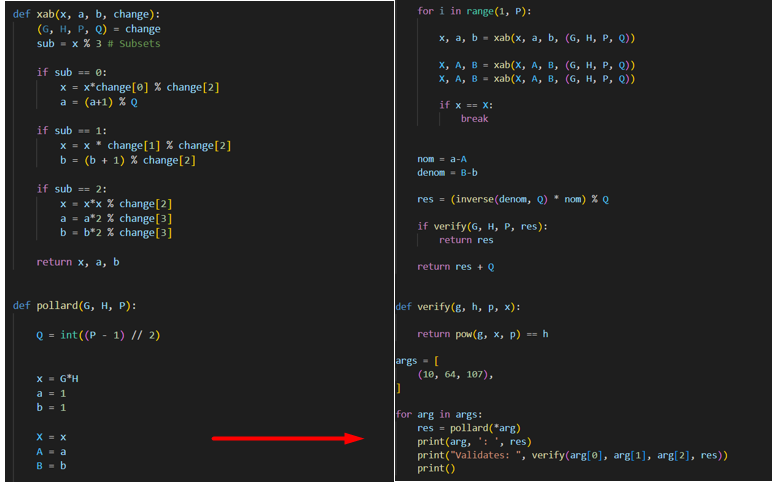 def xab(x, a, b, change):
    (G, H, P, Q) = change
    sub = x % 3 # Subsets

    if sub == 0:
        x = x*change[0] % change[2]
        a = (a+1) % Q

    if sub == 1:
        x = x * change[1] % change[2]
        b = (b + 1) % change[2]

    if sub == 2:
        x = x*x % change[2]
        a = a*2 % change[3]
        b = b*2 % change[3]

    return x, a, b

def pollard(G, H, P):

    Q = int((P - 1) // 2)

    x = G*H
    a = 1
    b = 1

    X = x
    A = a
    B = b

    for i in range(1, P):

        x, a, b = xab(x, a, b, (G, H, P, Q))

        X, A, B = xab(X, A, B, (G, H, P, Q))
        X, A, B = xab(X, A, B, (G, H, P, Q))

        if x == X:
            break

    nom = a-A
    denom = B-b

    res = (inverse(denom, Q) * nom) % Q

    if verify(G, H, P, res):
        return res

    return res + Q

def verify(g, h, p, x):

    return pow(g, x, p) == h

args = [
    (10, 64, 107),
]

for arg in args:
    res = pollard(*arg)
    print(arg, ': ', res)
    print("Validates: ", verify(arg[0], arg[1], arg[2], res))
    print()